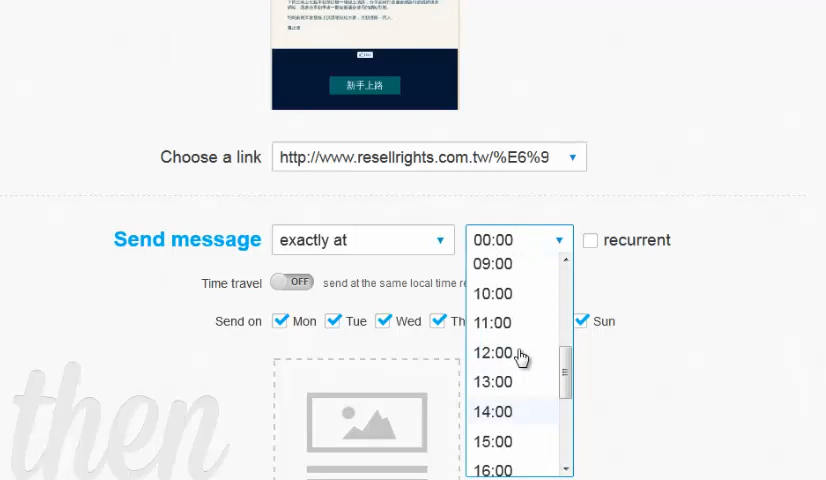 新手上路
Choose a link http://www.resellrights.com.tw/%E6%9
Send message exactly at 00:00 recurrent
09:00
Time travel OFF send at the same local time re
10:00
Send on Mon Tue Wed Th 11:00 Sun
12:00
13:00
14:00
then
15:00
16:00